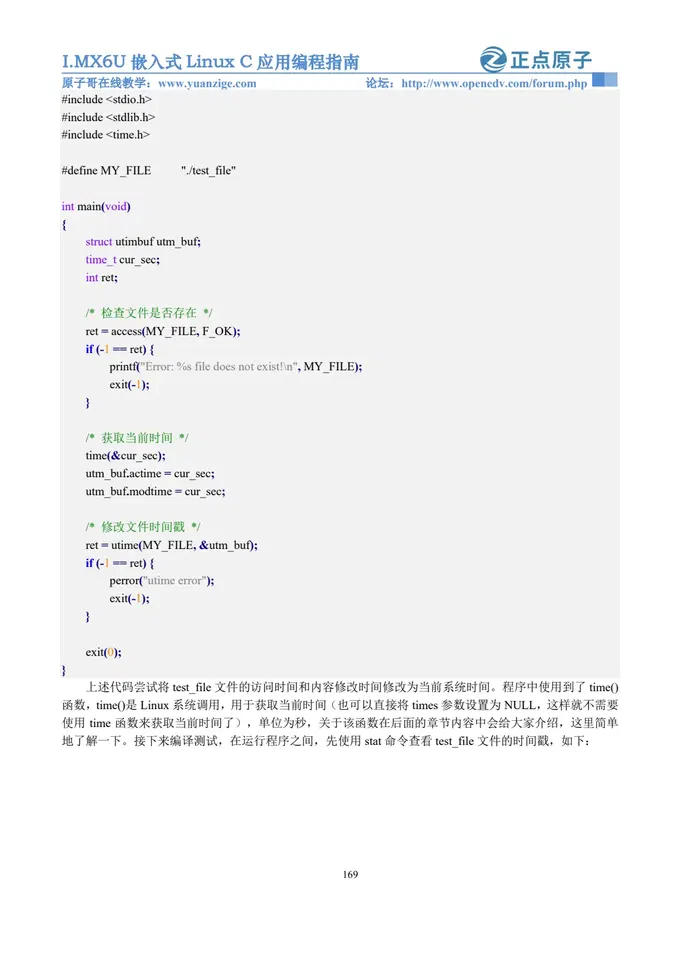 I.MX6U 嵌入式 Linux C 应用编程指南
正点原子
原子哥在线教学：www.yuanzige.com
论坛：http://www.openedv.com/forum.php
#include <stdio.h>
#include <stdlib.h>
#include <time.h>
#define MY_FILE "./test_file"
int main(void)
{
struct utimbuf utm_buf;
time_t cur_sec;
int ret;
/* 检查文件是否存在 */
ret = access(MY_FILE, F_OK);
if (-1 == ret) {
printf("Error: %s file does not exist!\n", MY_FILE);
exit(-1);
}
/* 获取当前时间 */
time(&cur_sec);
utm_buf.actime = cur_sec;
utm_buf.modtime = cur_sec;
/* 修改文件时间戳 */
ret = utime(MY_FILE, &utm_buf);
if (-1 == ret) {
perror("utime error");
exit(-1);
}
exit(0);
}
上述代码尝试将 test_file 文件的访问时间和内容修改时间修改为当前系统时间。程序中使用到了 time()
函数，time()是 Linux 系统调用，用于获取当前时间（也可以直接将 times 参数设置为 NULL，这样就不需要
使用 time 函数来获取当前时间了），单位为秒，关于该函数在后面的章节内容中会给大家介绍，这里简单
地了解一下。接下来编译测试，在运行程序之间，先使用 stat 命令查看 test_file 文件的时间戳，如下：
169